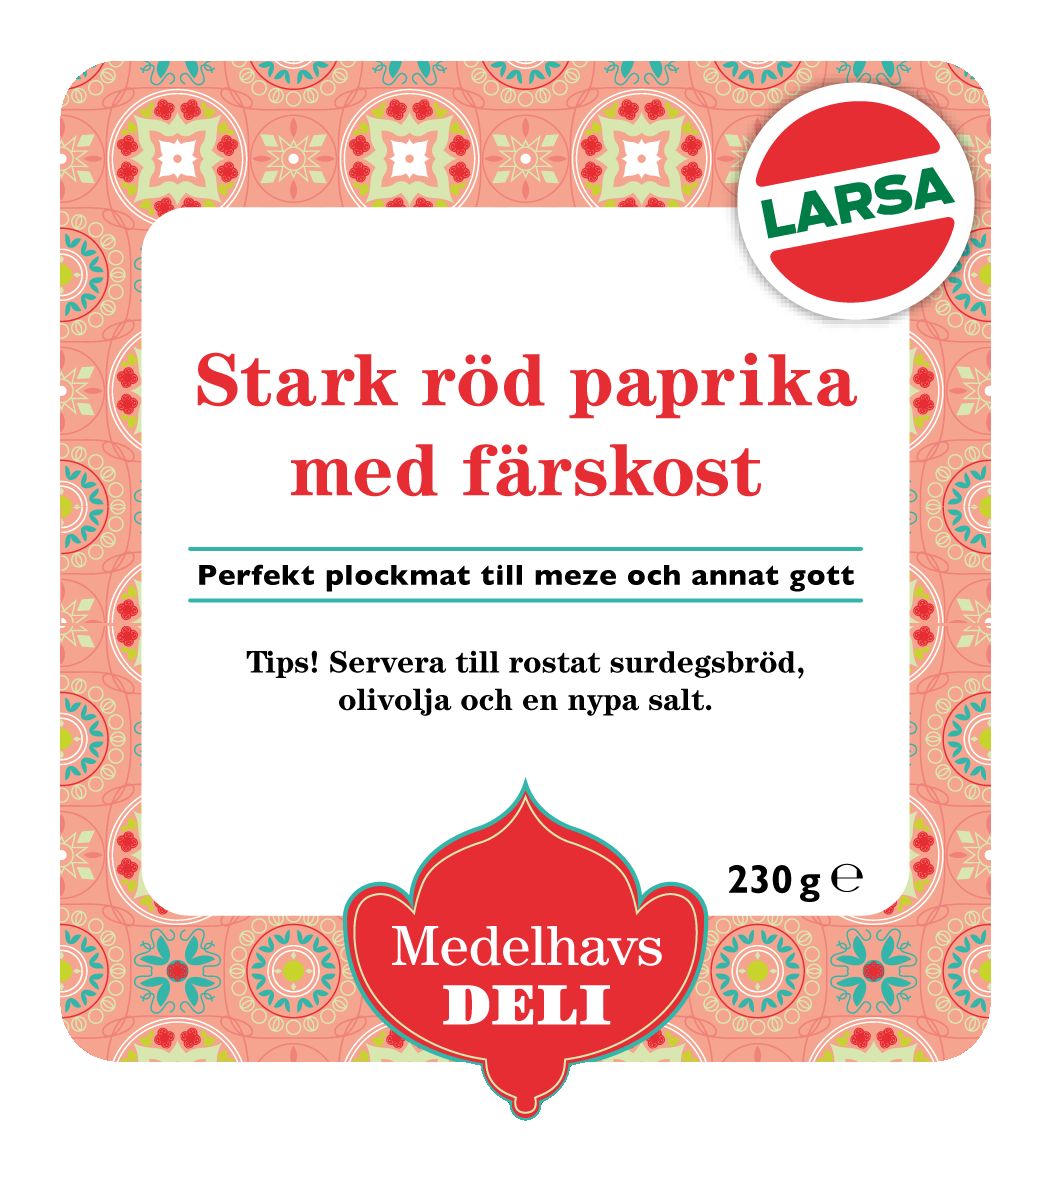 LARSA
Stark röd paprika
med färskost
Perfekt plockmat till meze och annat gott
Tips! Servera till rostat surdegsbröd,
olivolja och en nypa salt.
230 g ℮
Medelhavs
DELI